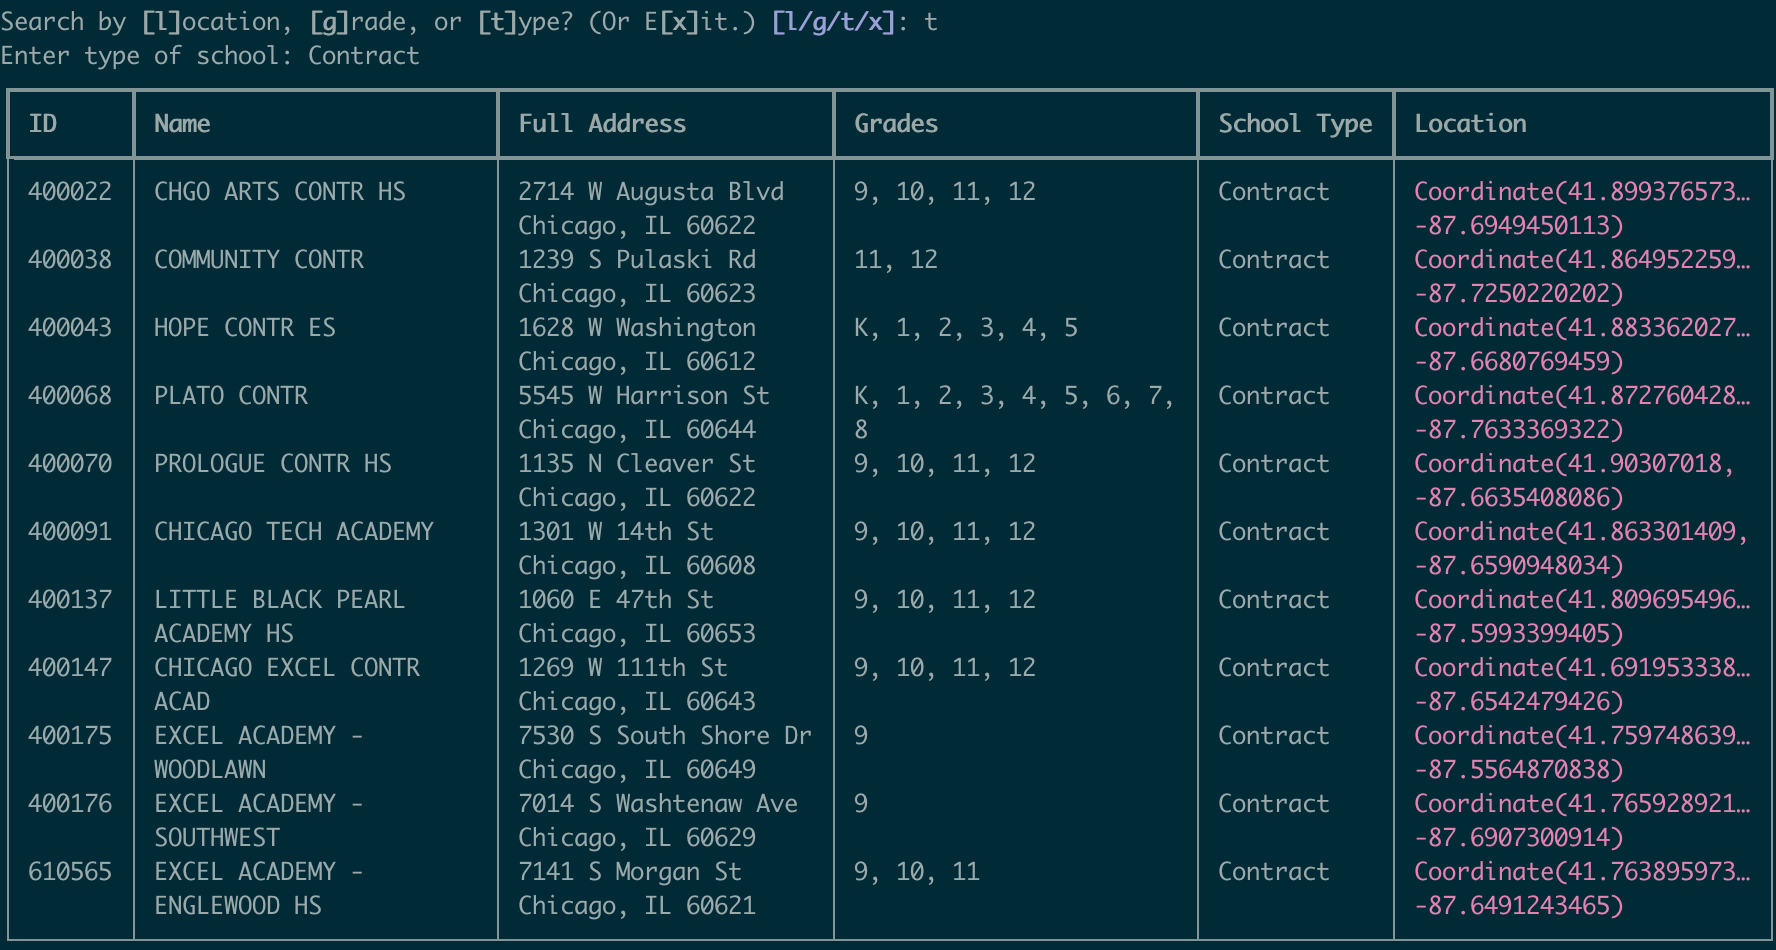 Search by [l]ocation, [g]rade, or [t]ype? (Or E[x]it.) [l/g/t/x]: t
Enter type of school: Contract
ID Name Full Address Grades School Type Location
400022 CHGO ARTS CONTR HS 2714 W Augusta Blvd 9, 10, 11, 12 Contract Coordinate(41.899376573…
Chicago, IL 60622 -87.6949450113)
400038 COMMUNITY CONTR 1239 S Pulaski Rd 11, 12 Contract Coordinate(41.864952259…
Chicago, IL 60623 -87.7250220202)
400043 HOPE CONTR ES 1628 W Washington K, 1, 2, 3, 4, 5 Contract Coordinate(41.883362027…
Chicago, IL 60612 -87.6680769459)
400068 PLATO CONTR 5545 W Harrison St K, 1, 2, 3, 4, 5, 6, 7, Contract Coordinate(41.872760428…
Chicago, IL 60644 8 -87.7633369322)
400070 PROLOGUE CONTR HS 1135 N Cleaver St 9, 10, 11, 12 Contract Coordinate(41.90307018,
Chicago, IL 60622 -87.6635408086)
400091 CHICAGO TECH ACADEMY 1301 W 14th St 9, 10, 11, 12 Contract Coordinate(41.863301409,
Chicago, IL 60608 -87.6590948034)
400137 LITTLE BLACK PEARL 1060 E 47th St 9, 10, 11, 12 Contract Coordinate(41.809695496…
ACADEMY HS Chicago, IL 60653 -87.5993399405)
400147 CHICAGO EXCEL CONTR 1269 W 111th St 9, 10, 11, 12 Contract Coordinate(41.691953338…
ACAD Chicago, IL 60643 -87.6542479426)
400175 EXCEL ACADEMY - 7530 S South Shore Dr 9 Contract Coordinate(41.759748639…
WOODLAWN Chicago, IL 60649 -87.5564870838)
400176 EXCEL ACADEMY - 7014 S Washtenaw Ave 9 Contract Coordinate(41.765928921…
SOUTHWEST Chicago, IL 60629 -87.6907300914)
610565 EXCEL ACADEMY - 7141 S Morgan St 9, 10, 11 Contract Coordinate(41.763895973…
ENGLEWOOD HS Chicago, IL 60621 -87.6491243465)